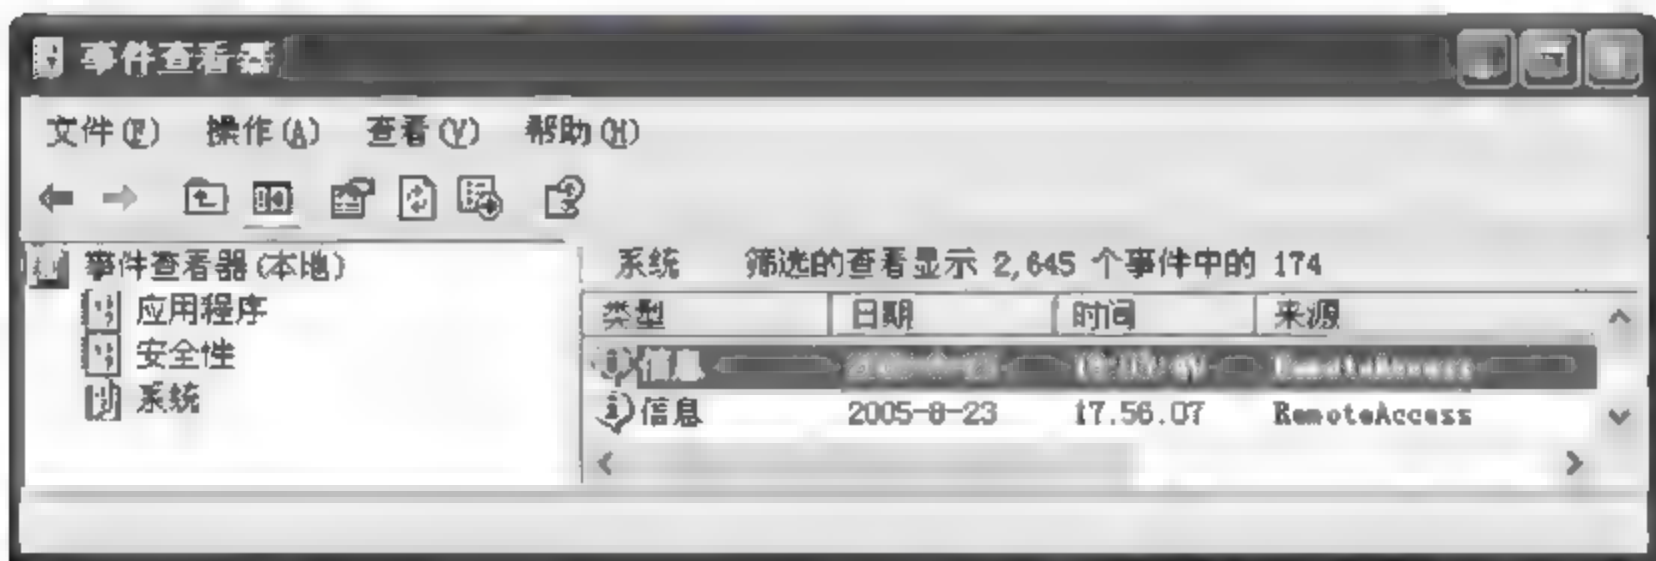 事件查看器
文件(F) 操作(A) 查看(V) 帮助(H)
事件查看器(本地)
应用程序
安全性
系统
系统 筛选的查看显示 2,645 个事件中的 174
类型 日期 时间 来源
信息
信息 2005-8-23 17:56:07 RemoteAccess